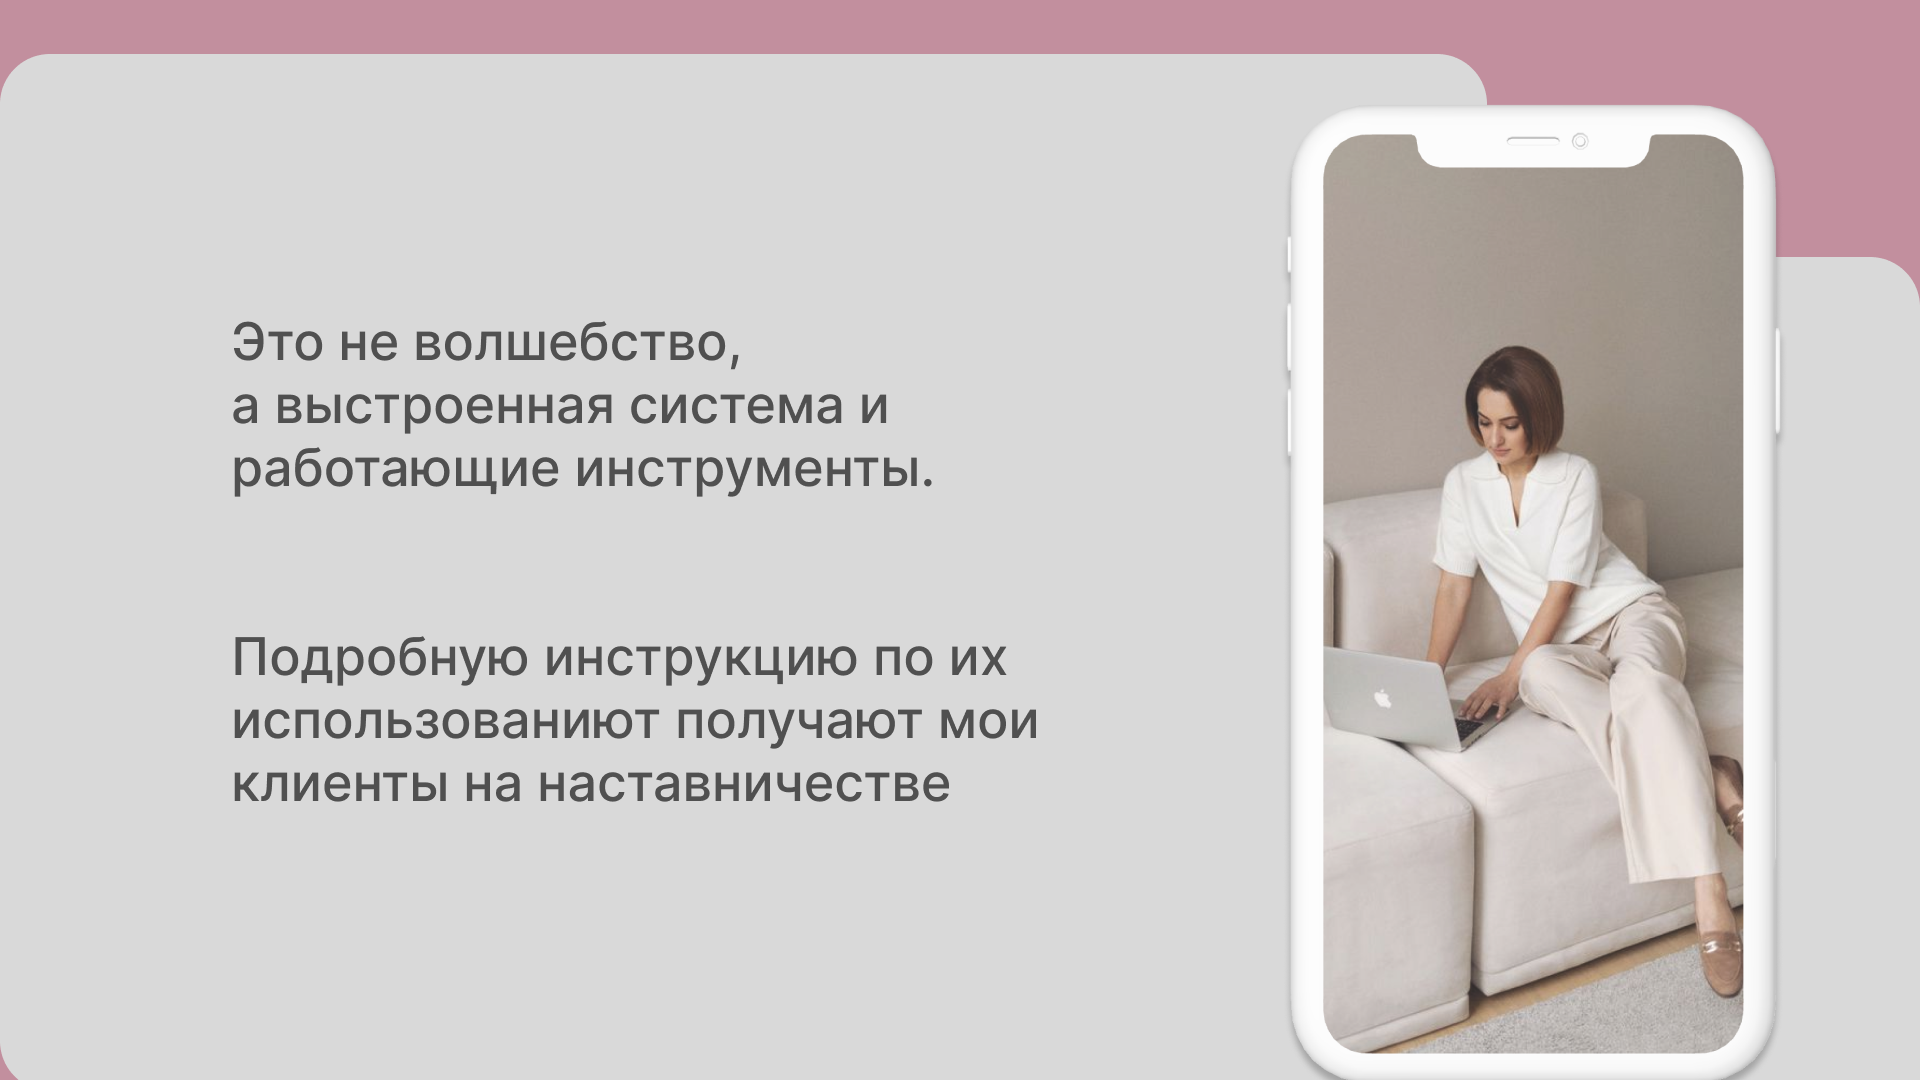 Это не волшебство,
а выстроенная система и
работающие инструменты.
Подробную инструкцию по их
использованиют получают мои
клиенты на наставничестве